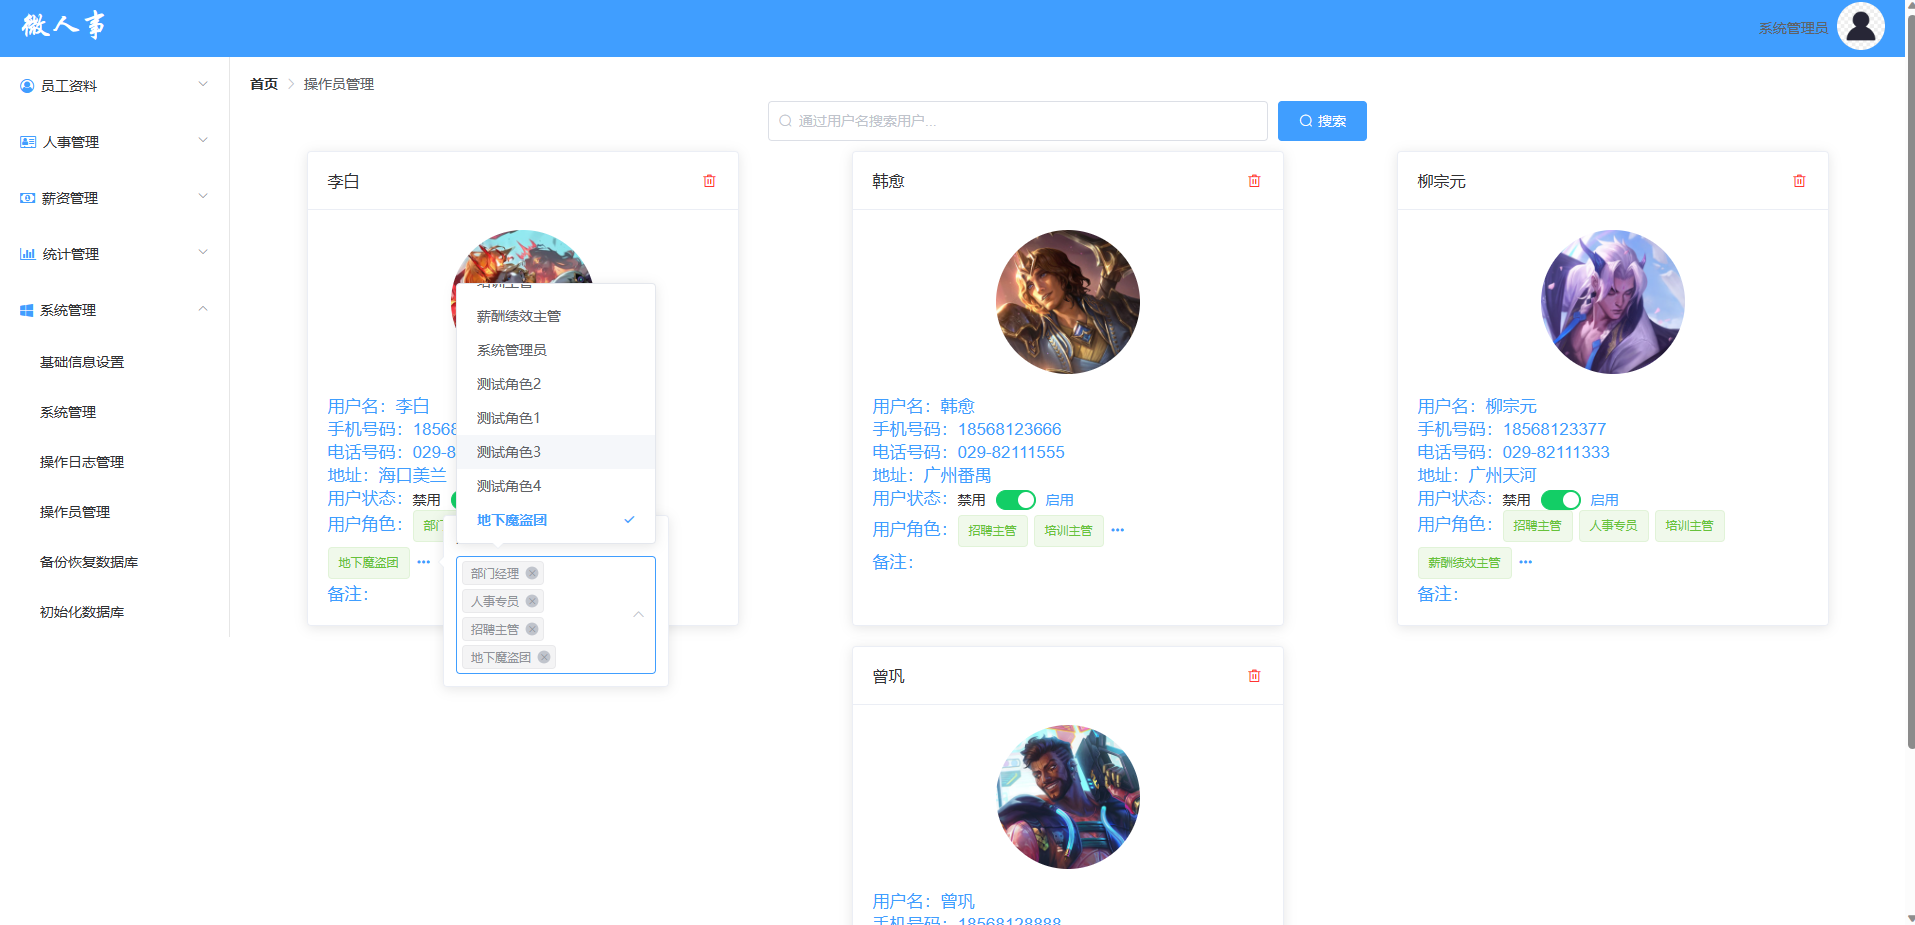 微人事
系统管理员
员工资料
人事管理
薪资管理
统计管理
系统管理
基础信息设置
系统管理
操作日志管理
操作员管理
备份恢复数据库
初始化数据库
首页
操作员管理
通过用户名搜索用户...
搜索
李白
用户名：李白
手机号码：18568
电话号码：029-8
地址：海口美兰
用户状态：禁用
用户角色：部门
地下魔盗团
备注：
培训主管
薪酬绩效主管
系统管理员
测试角色2
测试角色1
测试角色3
测试角色4
地下魔盗团
部门经理
人事专员
招聘主管
地下魔盗团
韩愈
用户名：韩愈
手机号码：18568123666
电话号码：029-82111555
地址：广州番禺
用户状态：禁用 启用
用户角色：招聘主管 培训主管
备注：
柳宗元
用户名：柳宗元
手机号码：18568123377
电话号码：029-82111333
地址：广州天河
用户状态：禁用 启用
用户角色：招聘主管 人事专员 培训主管
薪酬绩效主管
备注：
曾巩
用户名：曾巩
手机号码：18568128888